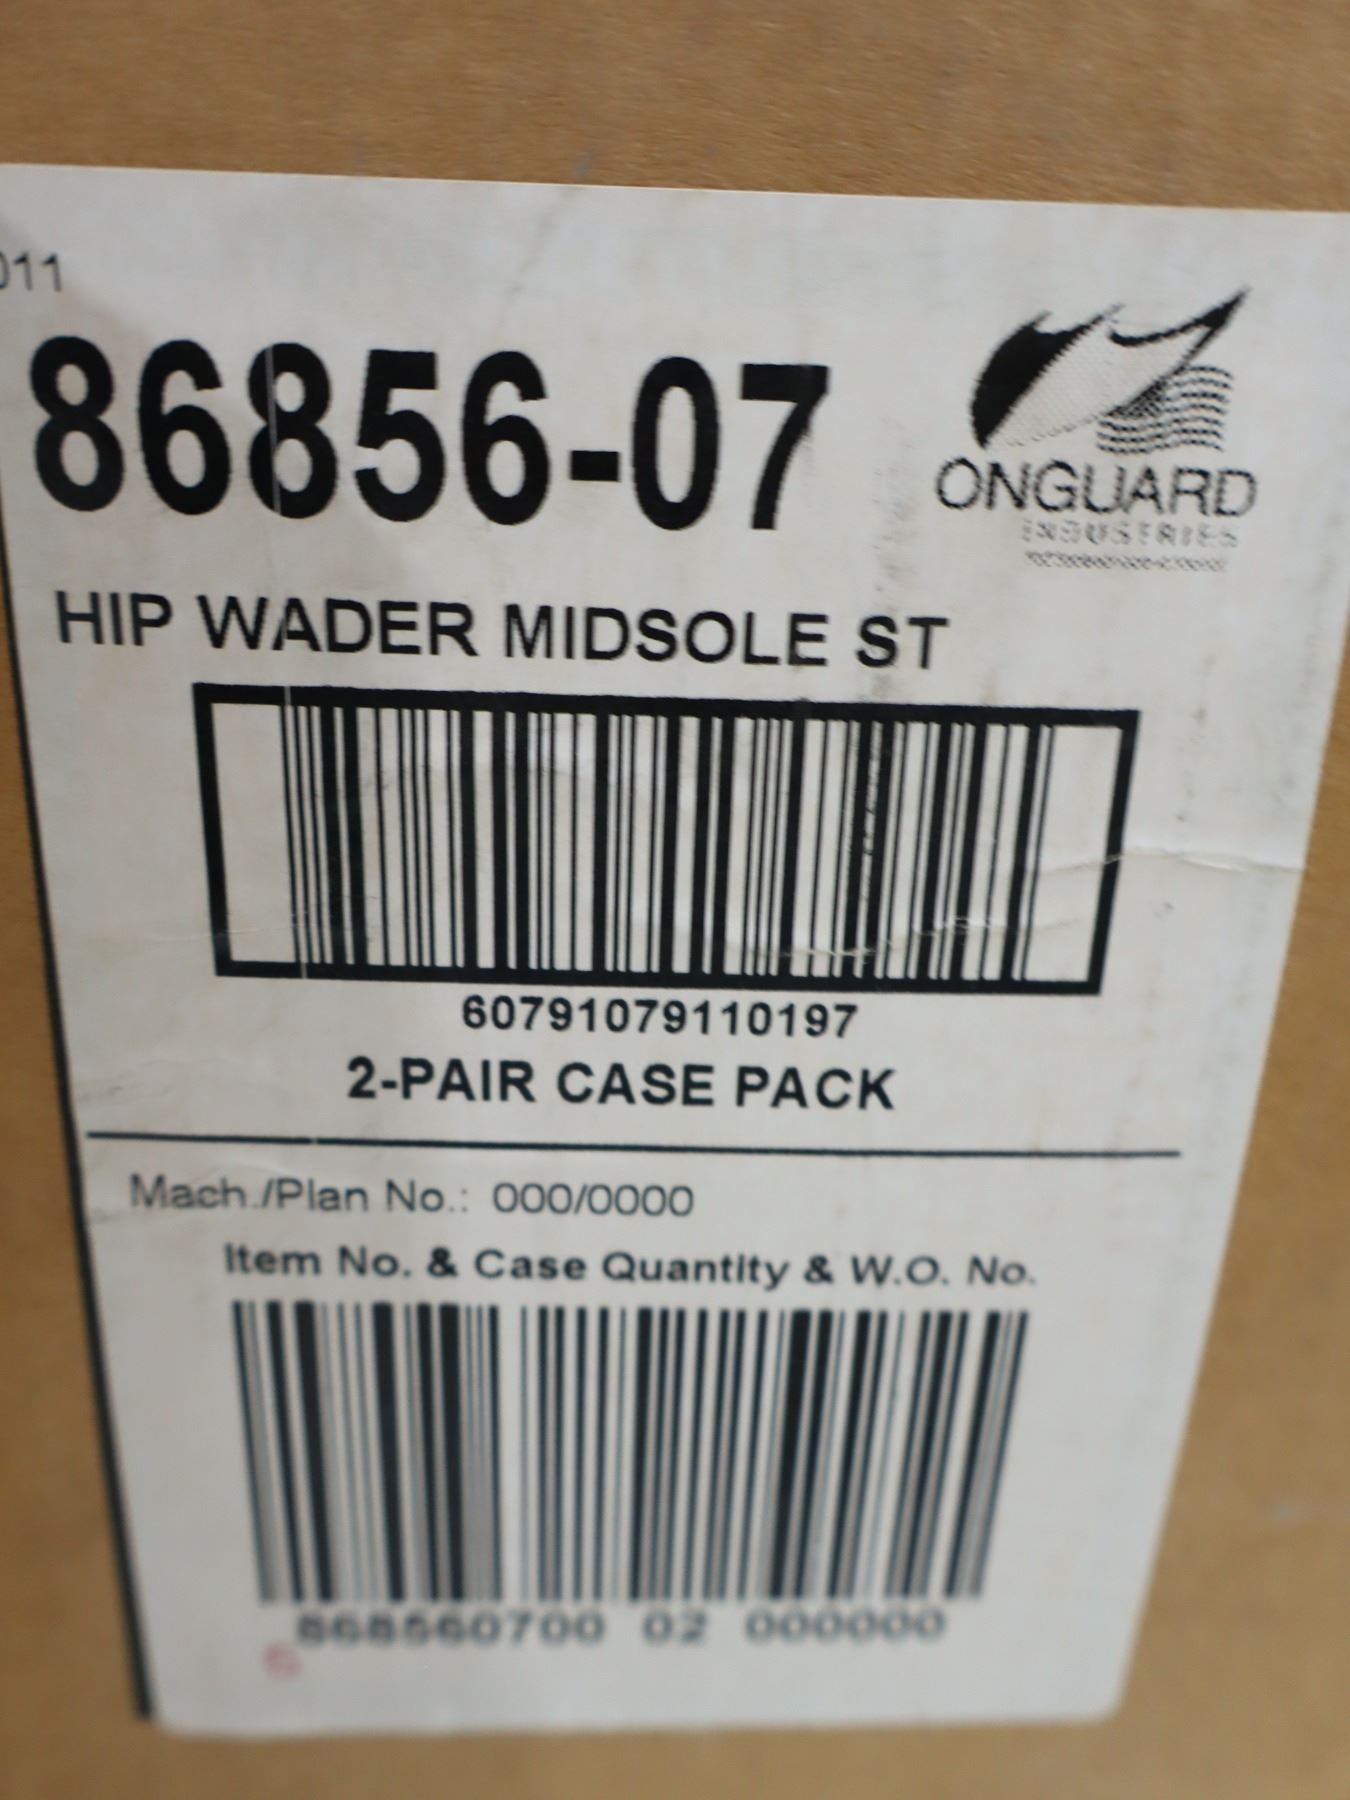 011
86856-07
ONGUARD
INDUSTRIES
HIP WADER MIDSOLE ST
60791079110197
2-PAIR CASE PACK
Mach./Plan No.: 000/0000
Item No. & Case Quantity & W.O. No.
868560700 02 000000